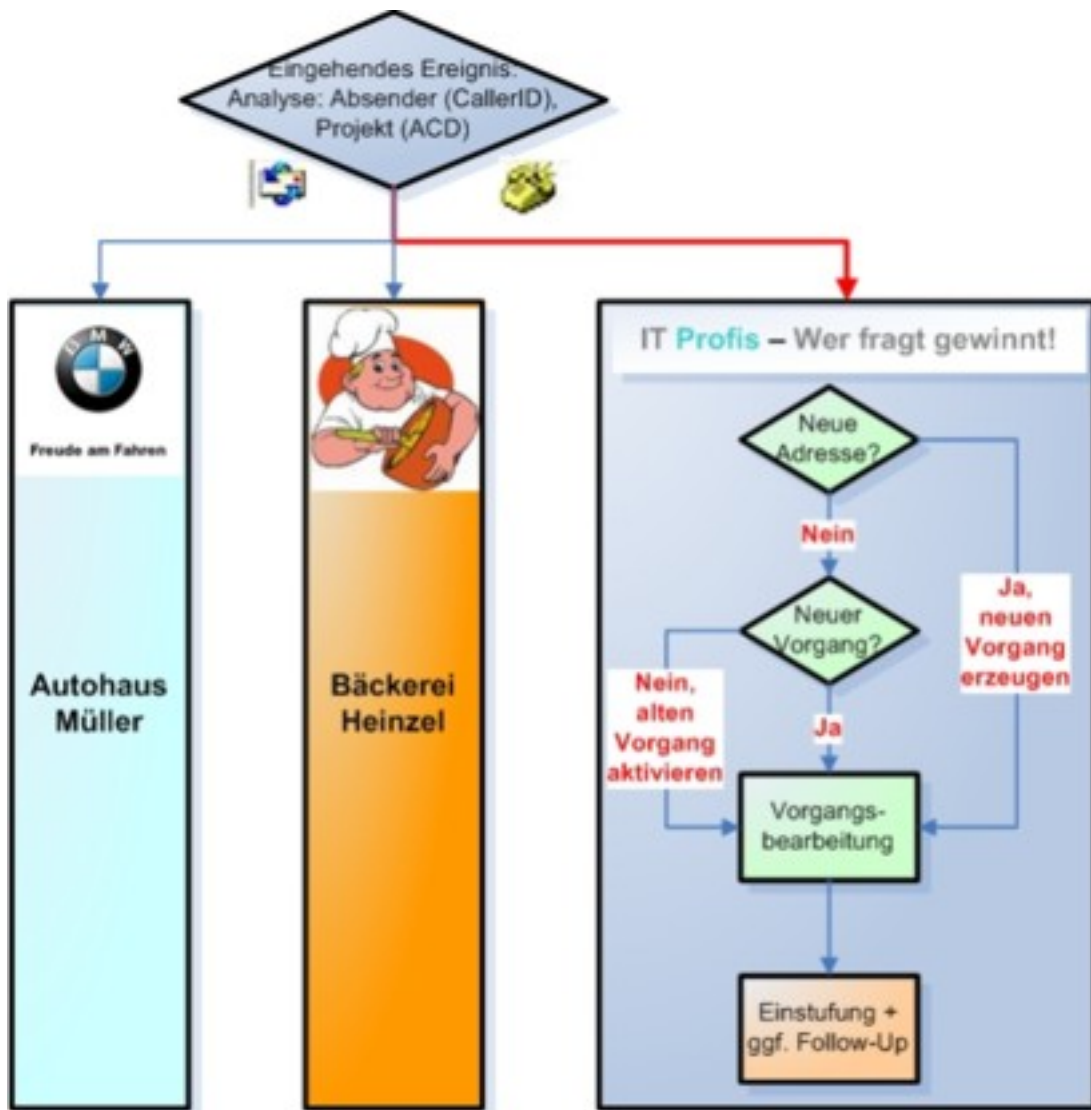 Eingehendes Ereignis:
Analyse: Absender (CallerID),
Projekt (ACD)
BMW
Freude am Fahren
Autohaus
Müller
Bäckerei
Heinzel
IT Profis – Wer fragt gewinnt!
Neue
Adresse?
Nein
Ja,
neuen
Vorgang
erzeugen
Neuer
Vorgang?
Nein,
alten
Vorgang
aktivieren
Ja
Vorgangs-
bearbeitung
Einstufung +
ggf. Follow-Up